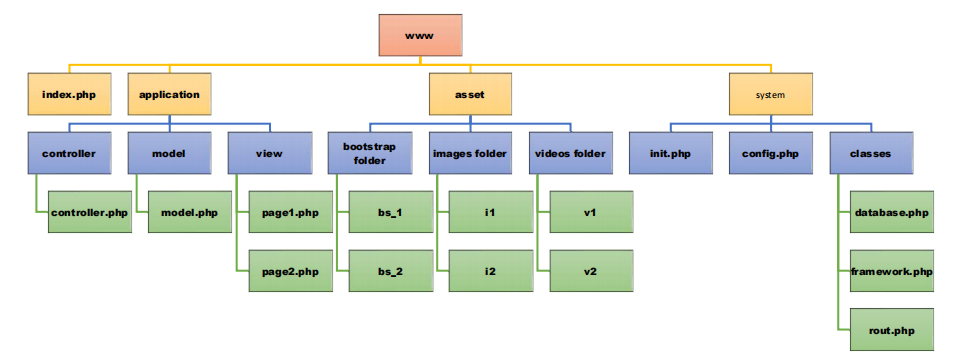 www
index.php
application
asset
system
controller
model
view
bootstrap
folder
images folder
videos folder
init.php
config.php
classes
controller.php
model.php
page1.php
bs_1
i1
v1
database.php
page2.php
bs_2
i2
v2
framework.php
rout.php